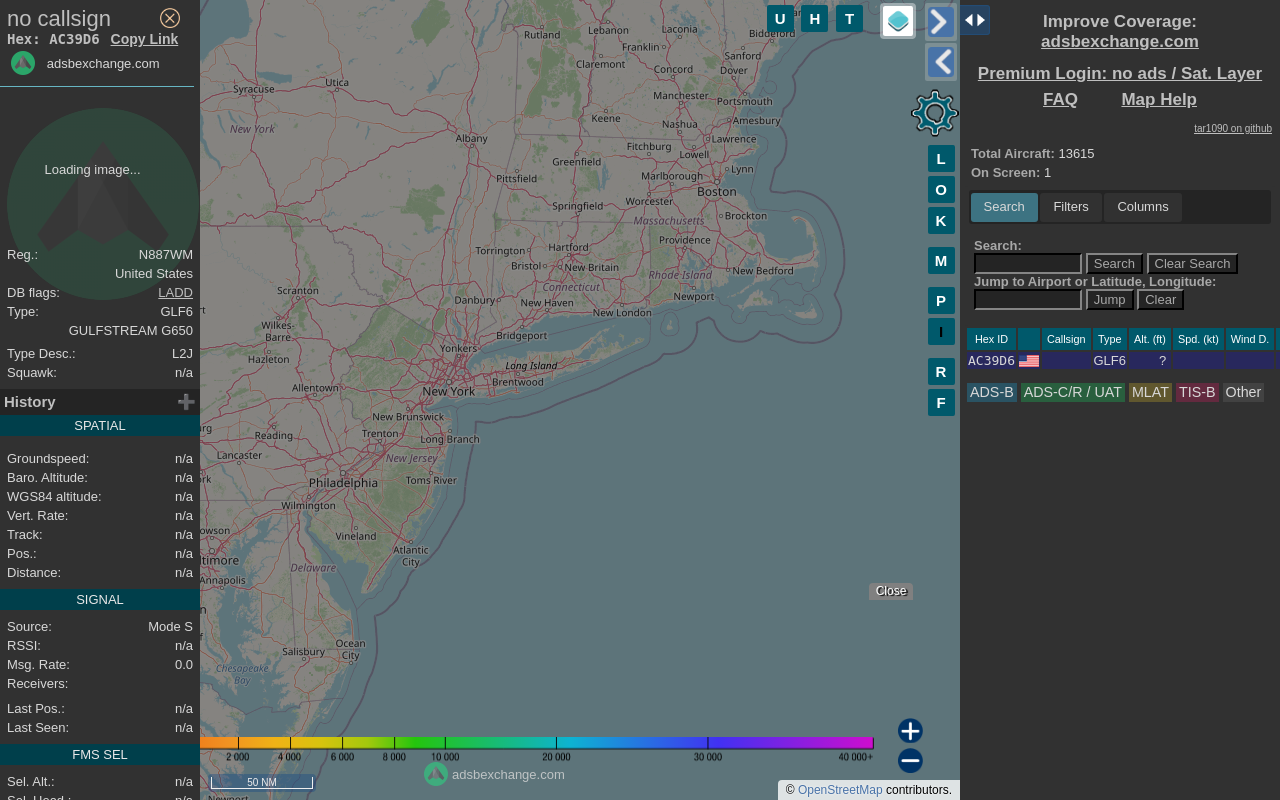 no callsign
Hex: AC39D6 Copy Link
adsbexchange.com
Loading image...
Reg.: N887WM
United States
DB flags: LADD
Type: GLF6
GULFSTREAM G650
Type Desc.: L2J
Squawk: n/a
History
SPATIAL
Groundspeed: n/a
Baro. Altitude: n/a
WGS84 altitude: n/a
Vert. Rate: n/a
Track: n/a
Pos.: n/a
Distance: n/a
SIGNAL
Source: Mode S
RSSI: n/a
Msg. Rate: 0.0
Receivers:
Last Pos.: n/a
Last Seen: n/a
FMS SEL
Sel. Alt.: n/a
U H T
Rutland
Lebanon
Laconia
Biddeford
Franklin
Claremont
Sanford
Concord
Dover
Utica
Syracuse
Manchester
Portsmouth
Keene
Nashua
Amesbury
New York
Albany
Fitchburg
Lawrence
Greenfield
Lowell
Pittsfield
Marlborough
Lynn
Springfield
Worcester
Boston
Massachusetts
Brockton
Torrington
Hartford
Providence
Bristol
New Britain
Rhode Island
New Bedford
Connecticut
Scranton
Danbury
New Haven
Newport
New London
Wilkes-
Barre
Bridgeport
Hazleton
Yonkers
Long Island
Allentown
New York
Brentwood
New Brunswick
Reading
Trenton
Long Branch
Lancaster
New Jersey
Philadelphia
Toms River
Wilmington
Vineland
Atlantic
City
Annapolis
Delaware
Ocean
City
Salisbury
Chesapeake
Bay
L
O
K
M
P
I
R
F
Close
2 000 4 000 6 000 8 000 10 000 20 000 30 000 40 000+
adsbexchange.com
50 NM
© OpenStreetMap contributors.
Improve Coverage:
adsbexchange.com
Premium Login: no ads / Sat. Layer
FAQ Map Help
tar1090 on github
Total Aircraft: 13615
On Screen: 1
Search Filters Columns
Search:
Search Clear Search
Jump to Airport or Latitude, Longitude:
Jump Clear
Hex ID Callsign Type Alt. (ft) Spd. (kt) Wind D.
AC39D6 GLF6 ?
ADS-B ADS-C/R / UAT MLAT TIS-B Other